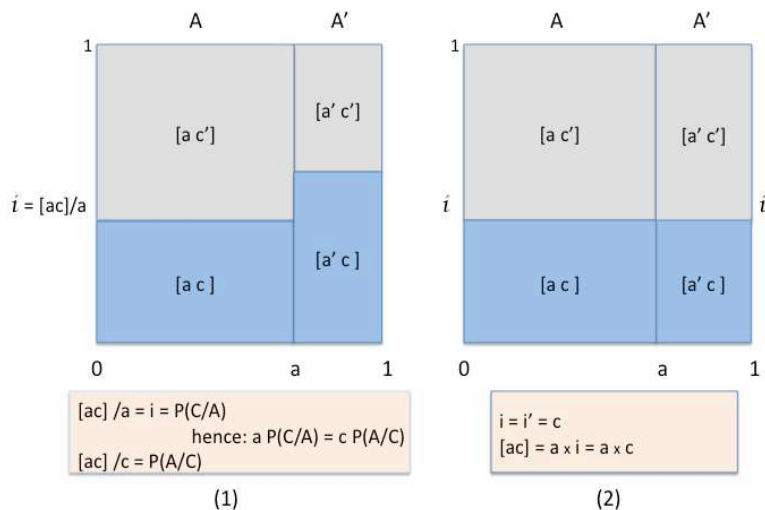 A A'
1
[a c']
[a' c']
i = [ac]/a
[a c ]
[a' c ]
0 a 1
[ac] /a = i = P(C/A)
hence: a P(C/A) = c P(A/C)
[ac] /c = P(A/C)
(1)
A A'
1
[a c'] [a' c']
i i
[a c ] [a' c ]
0 a 1
i = i' = c
[ac] = a x i = a x c
(2)